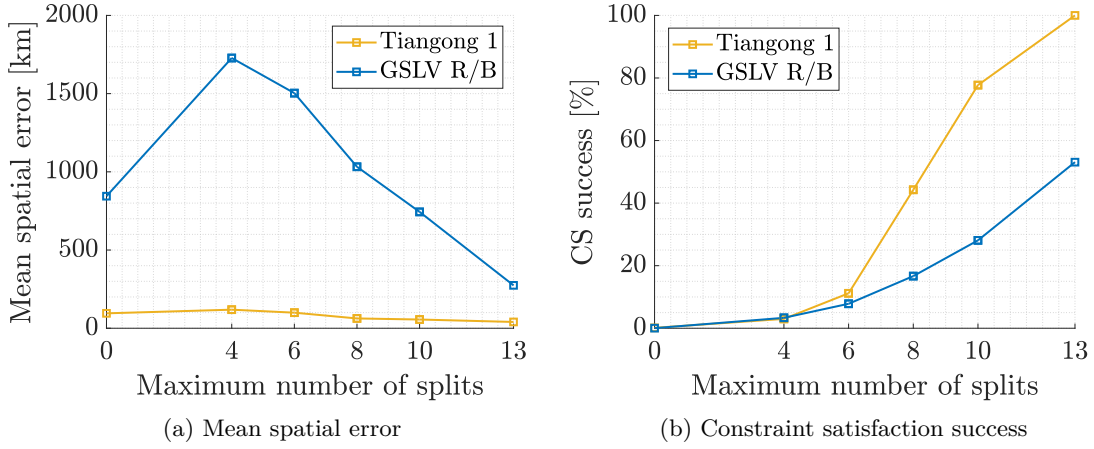 2000
1500
1000
500
0
Mean spatial error [km]
Tiangong 1
GSLV R/B
0 4 6 8 10 13
Maximum number of splits
(a) Mean spatial error
100
80
60
40
20
0
CS success [%]
Tiangong 1
GSLV R/B
0 4 6 8 10 13
Maximum number of splits
(b) Constraint satisfaction success